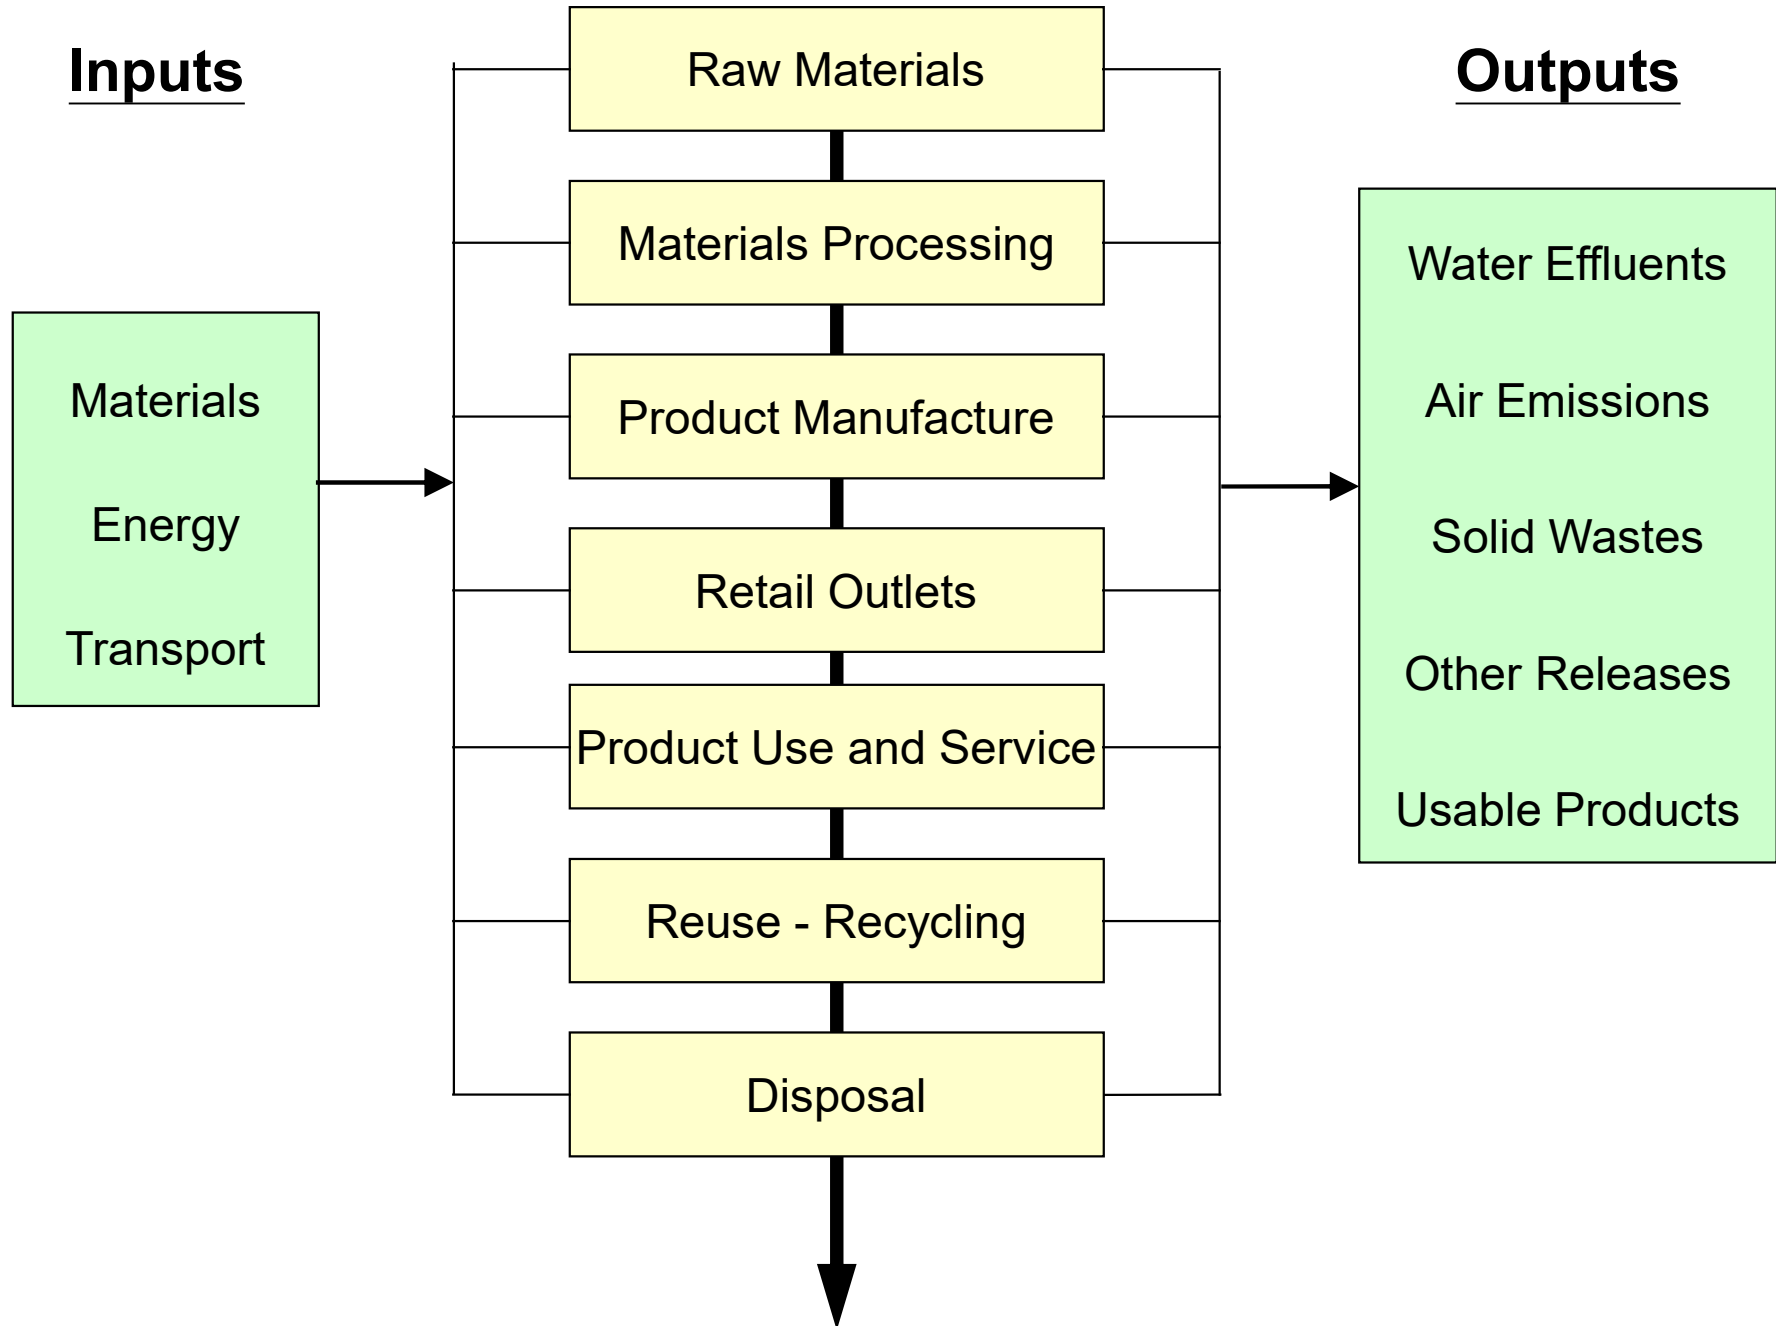 Inputs
Materials
Energy
Transport
Raw Materials
Materials Processing
Product Manufacture
Retail Outlets
Product Use and Service
Reuse - Recycling
Disposal
Outputs
Water Effluents
Air Emissions
Solid Wastes
Other Releases
Usable Products